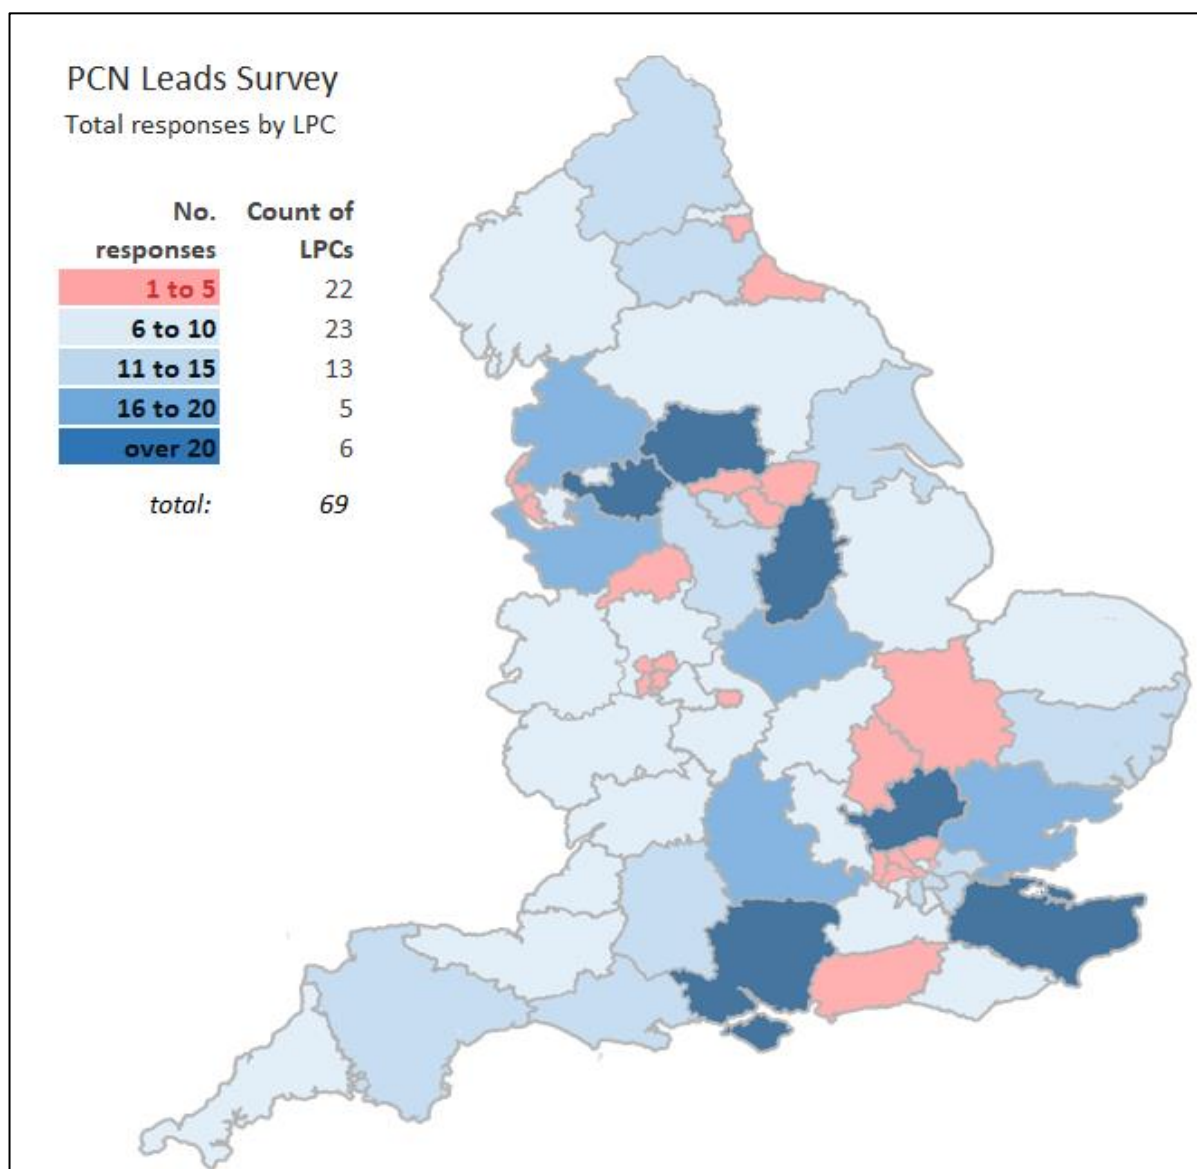 PCN Leads Survey
Total responses by LPC
No. Count of
responses LPCs
1 to 5 22
6 to 10 23
11 to 15 13
16 to 20 5
over 20 6
total: 69